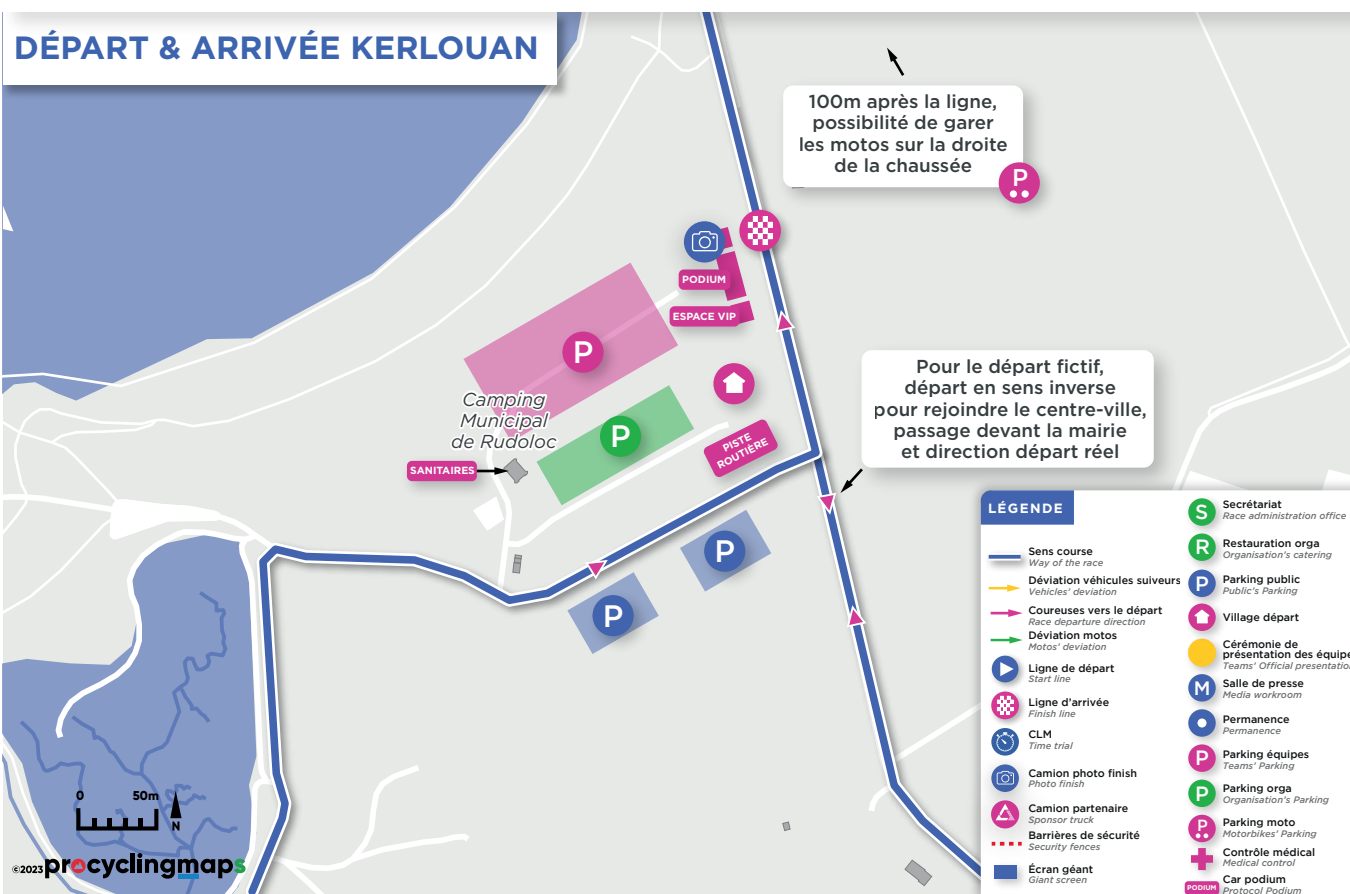 DÉPART & ARRIVÉE KERLOUAN
100m après la ligne,
possibilité de garer
les motos sur la droite
de la chaussée
P
PODIUM
ESPACE VIP
P
Camping
Municipal
de Rudoloc
P
SANITAIRES
PISTE
ROUTIÈRE
Pour le départ fictif,
départ en sens inverse
pour rejoindre le centre-ville,
passage devant la mairie
et direction départ réel
P
P
0 50m
N
©2023 procyclingmaps
LÉGENDE
Sens course
Way of the race
Déviation véhicules suiveurs
Vehicles' deviation
Coureuses vers le départ
Race departure direction
Déviation motos
Motos' deviation
Ligne de départ
Start line
Ligne d'arrivée
Finish line
CLM
Time trial
Camion photo finish
Photo finish
Camion partenaire
Sponsor truck
Barrières de sécurité
Security fences
Écran géant
Giant screen
S
Secrétariat
Race administration office
R
Restauration orga
Organisation's catering
P
Parking public
Public's Parking
Village départ
Cérémonie de
présentation des équipe
Teams' Official presentation
M
Salle de presse
Media workroom
Permanence
Permanence
P
Parking équipes
Teams' Parking
P
Parking orga
Organisation's Parking
P
Parking moto
Motorbikes' Parking
Contrôle médical
Medical control
PODIUM
Car podium
Protocol Podium